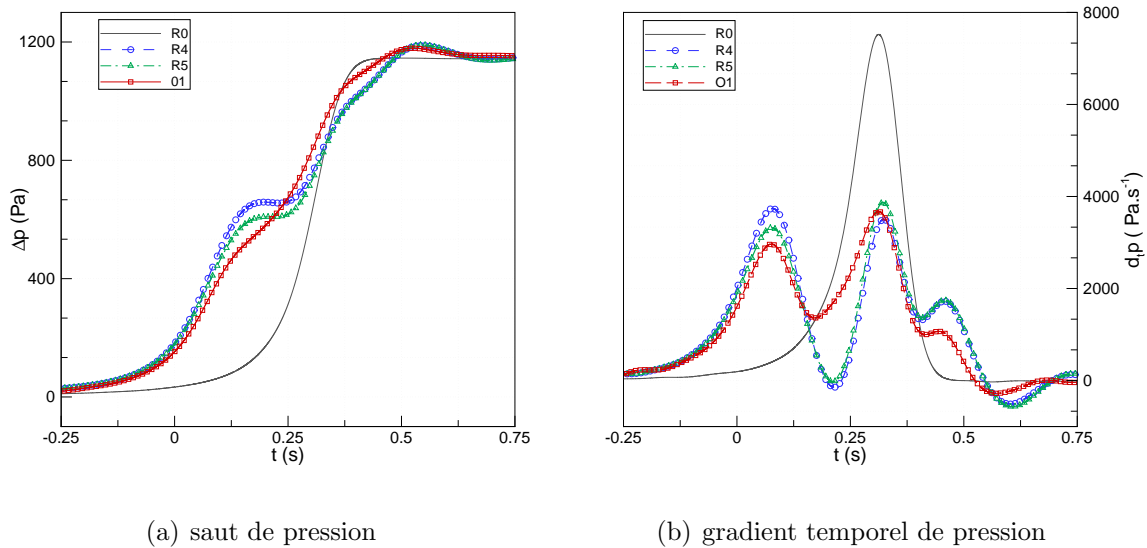 R0
R4
R5
01
1200
800
400
0
Δp (Pa)
-0.25 0 0.25 0.5 0.75
t (s)
(a) saut de pression
R0
R4
R5
O1
8000
6000
4000
2000
0
dtp ( Pa.s-1)
-0.25 0 0.25 0.5 0.75
t (s)
(b) gradient temporel de pression